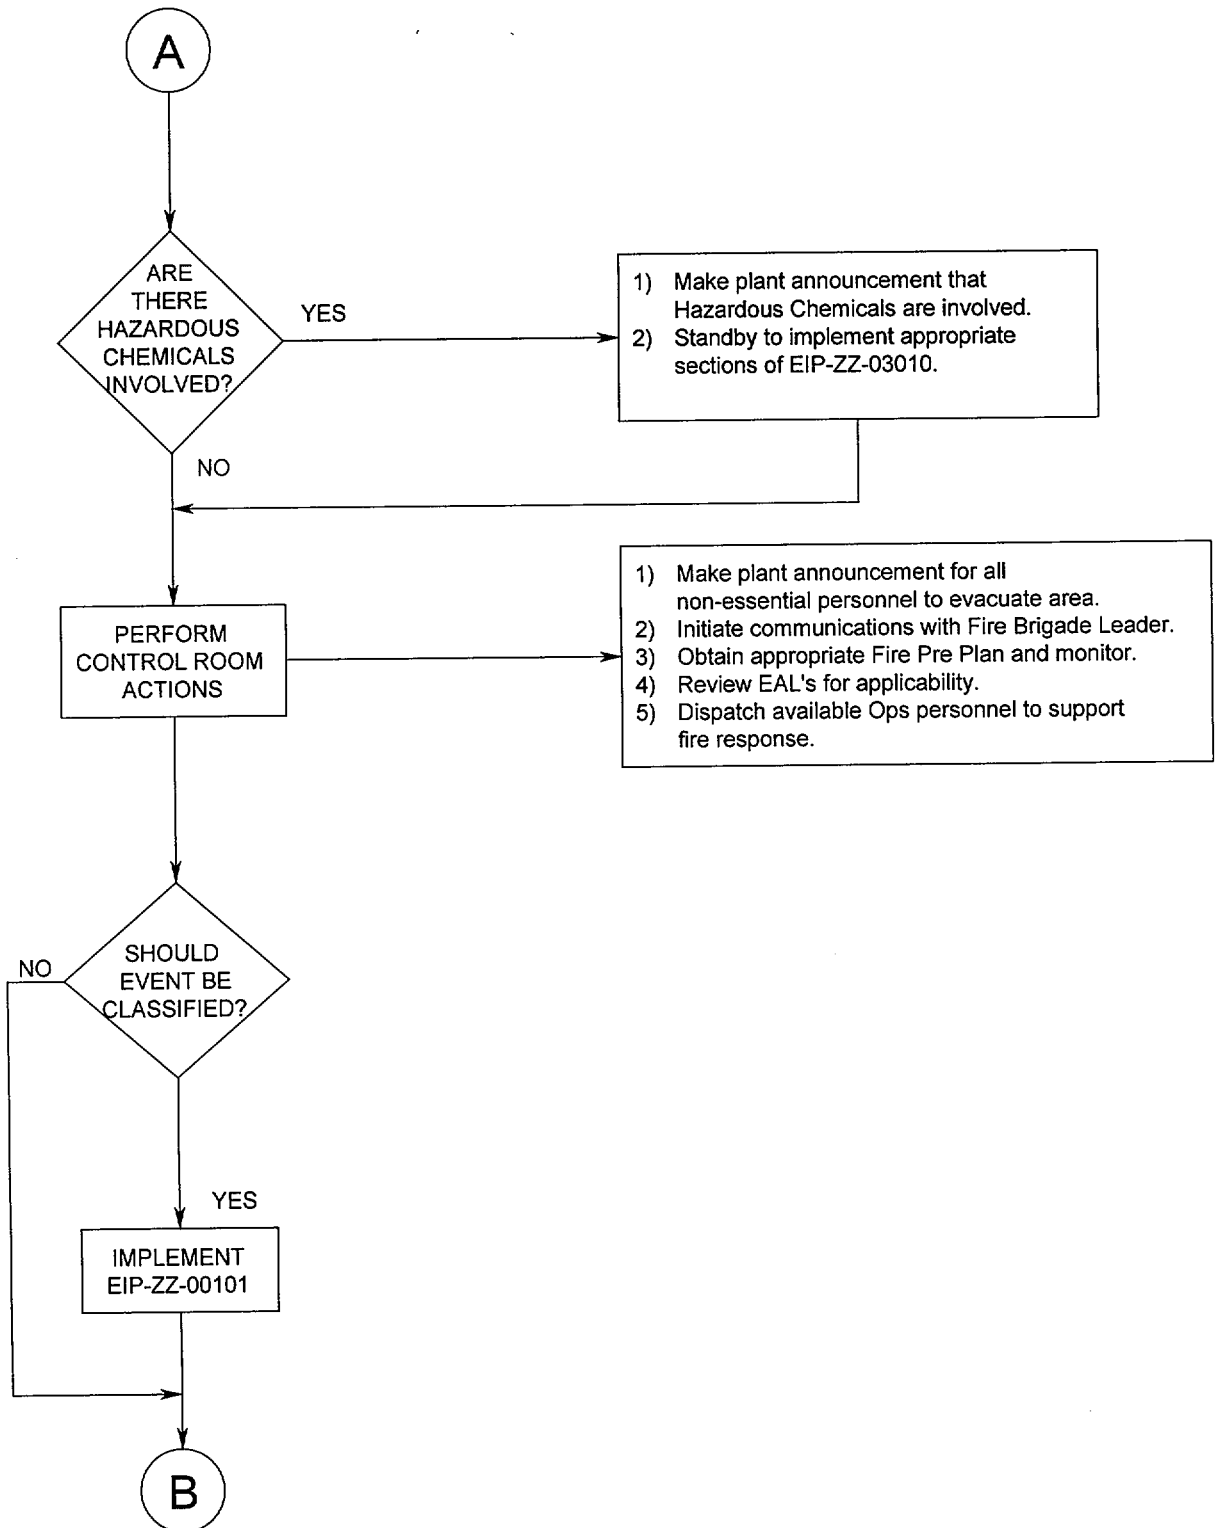 A
ARE
THERE
HAZARDOUS
CHEMICALS
INVOLVED?
YES
1) Make plant announcement that
Hazardous Chemicals are involved.
2) Standby to implement appropriate
sections of EIP-ZZ-03010.
NO
PERFORM
CONTROL ROOM
ACTIONS
1) Make plant announcement for all
non-essential personnel to evacuate area.
2) Initiate communications with Fire Brigade Leader.
3) Obtain appropriate Fire Pre Plan and monitor.
4) Review EAL's for applicability.
5) Dispatch available Ops personnel to support
fire response.
SHOULD
EVENT BE
CLASSIFIED?
NO
YES
IMPLEMENT
EIP-ZZ-00101
B